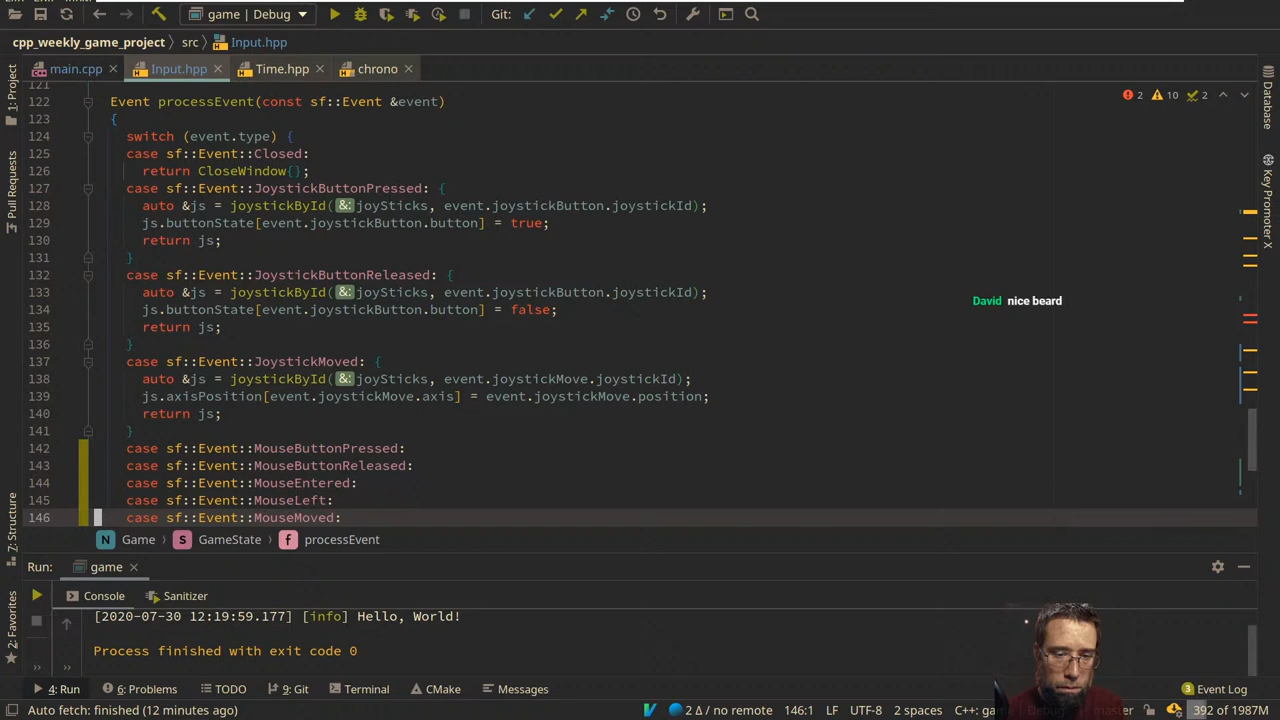 game | Debug
Git:
cpp_weekly_game_project
src
Input.hpp
main.cpp
Input.hpp
Time.hpp
chrono
1: Project
Pull Requests
7: Structure
2: Favorites
Database
Key Promoter X
2
10
2
121
122 Event processEvent(const sf::Event &event)
123 {
124 switch (event.type) {
125 case sf::Event::Closed:
126 return CloseWindow{};
127 case sf::Event::JoystickButtonPressed: {
128 auto &js = joystickById(&:joySticks, event.joystickButton.joystickId);
129 js.buttonState[event.joystickButton.button] = true;
130 return js;
131 }
132 case sf::Event::JoystickButtonReleased: {
133 auto &js = joystickById(&:joySticks, event.joystickButton.joystickId);
134 js.buttonState[event.joystickButton.button] = false;
135 return js;
136 }
137 case sf::Event::JoystickMoved: {
138 auto &js = joystickById(&:joySticks, event.joystickMove.joystickId);
139 js.axisPosition[event.joystickMove.axis] = event.joystickMove.position;
140 return js;
141 }
142 case sf::Event::MouseButtonPressed:
143 case sf::Event::MouseButtonReleased:
144 case sf::Event::MouseEntered:
145 case sf::Event::MouseLeft:
146 case sf::Event::MouseMoved:
David nice beard
N Game
S GameState
f processEvent
Run:
game
Console
Sanitizer
[2020-07-30 12:19:59.177] [info] Hello, World!
Process finished with exit code 0
4: Run
6: Problems
TODO
9: Git
Terminal
CMake
Messages
3 Event Log
Auto fetch: finished (12 minutes ago)
2 Δ / no remote
146:1
LF
UTF-8
2 spaces
C++: game
392 of 1987M